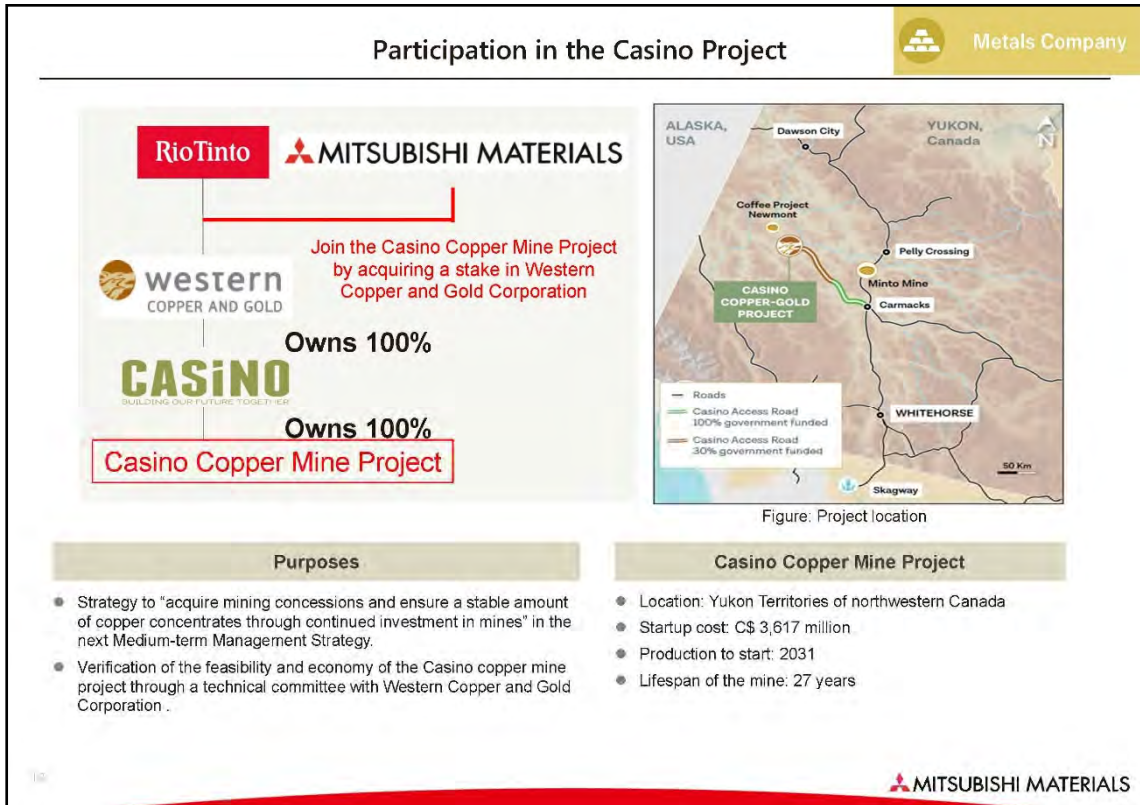 Participation in the Casino Project
Metals Company
RioTinto
MITSUBISHI MATERIALS
Join the Casino Copper Mine Project
by acquiring a stake in Western
Copper and Gold Corporation
western
COPPER AND GOLD
Owns 100%
CASiNO
BUILDING OUR FUTURE TOGETHER
Owns 100%
Casino Copper Mine Project
ALASKA,
USA
Dawson City
YUKON,
Canada
N
Coffee Project
Newmont
Pelly Crossing
Minto Mine
CASINO
COPPER-GOLD
PROJECT
Carmacks
Roads
Casino Access Road
100% government funded
Casino Access Road
30% government funded
WHITEHORSE
50 Km
Skagway
Figure: Project location
Purposes
Strategy to “acquire mining concessions and ensure a stable amount
of copper concentrates through continued investment in mines” in the
next Medium-term Management Strategy.
Verification of the feasibility and economy of the Casino copper mine
project through a technical committee with Western Copper and Gold
Corporation .
Casino Copper Mine Project
Location: Yukon Territories of northwestern Canada
Startup cost: C$ 3,617 million
Production to start: 2031
Lifespan of the mine: 27 years
MITSUBISHI MATERIALS